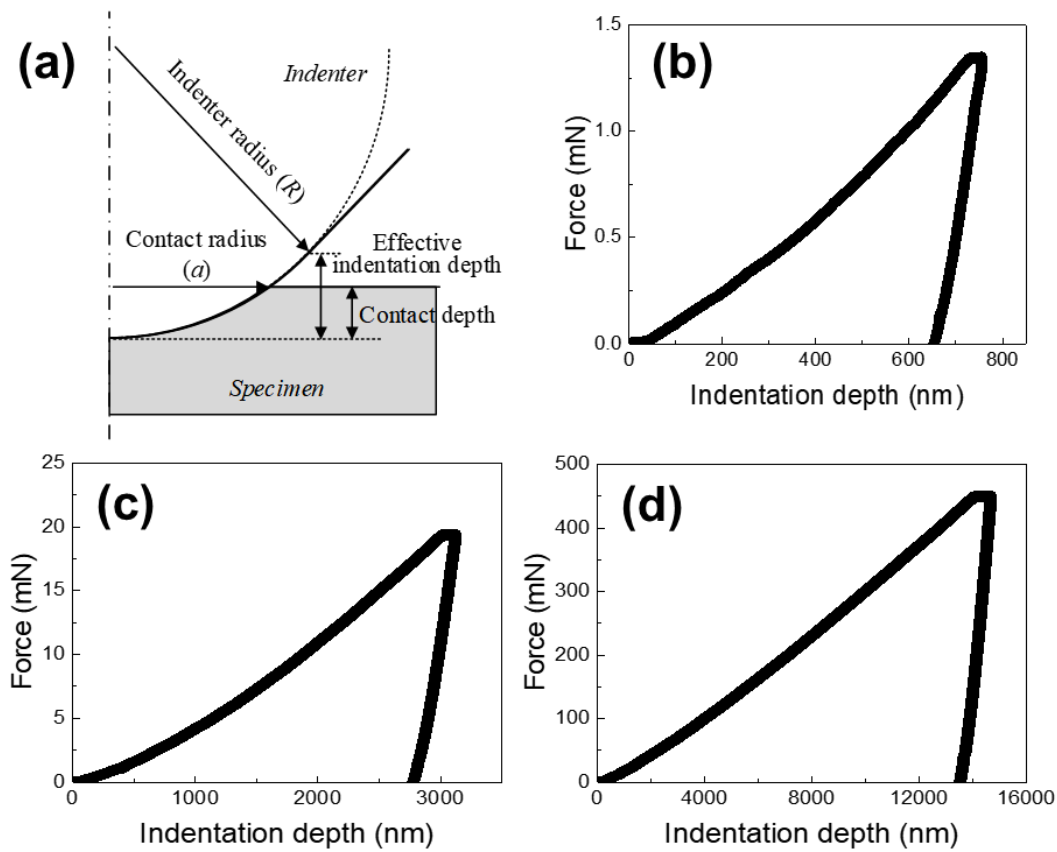 (a)
Indenter
Indenter radius (R)
Contact radius
(a)
Effective
indentation depth
Contact depth
Specimen
(b)
1.5
1.0
0.5
0.0
Force (mN)
200
400
600
800
Indentation depth (nm)
(c)
25
20
15
10
5
0
Force (mN)
0
1000
2000
3000
Indentation depth (nm)
(d)
500
400
300
200
100
0
Force (mN)
0
4000
8000
12000
16000
Indentation depth (nm)